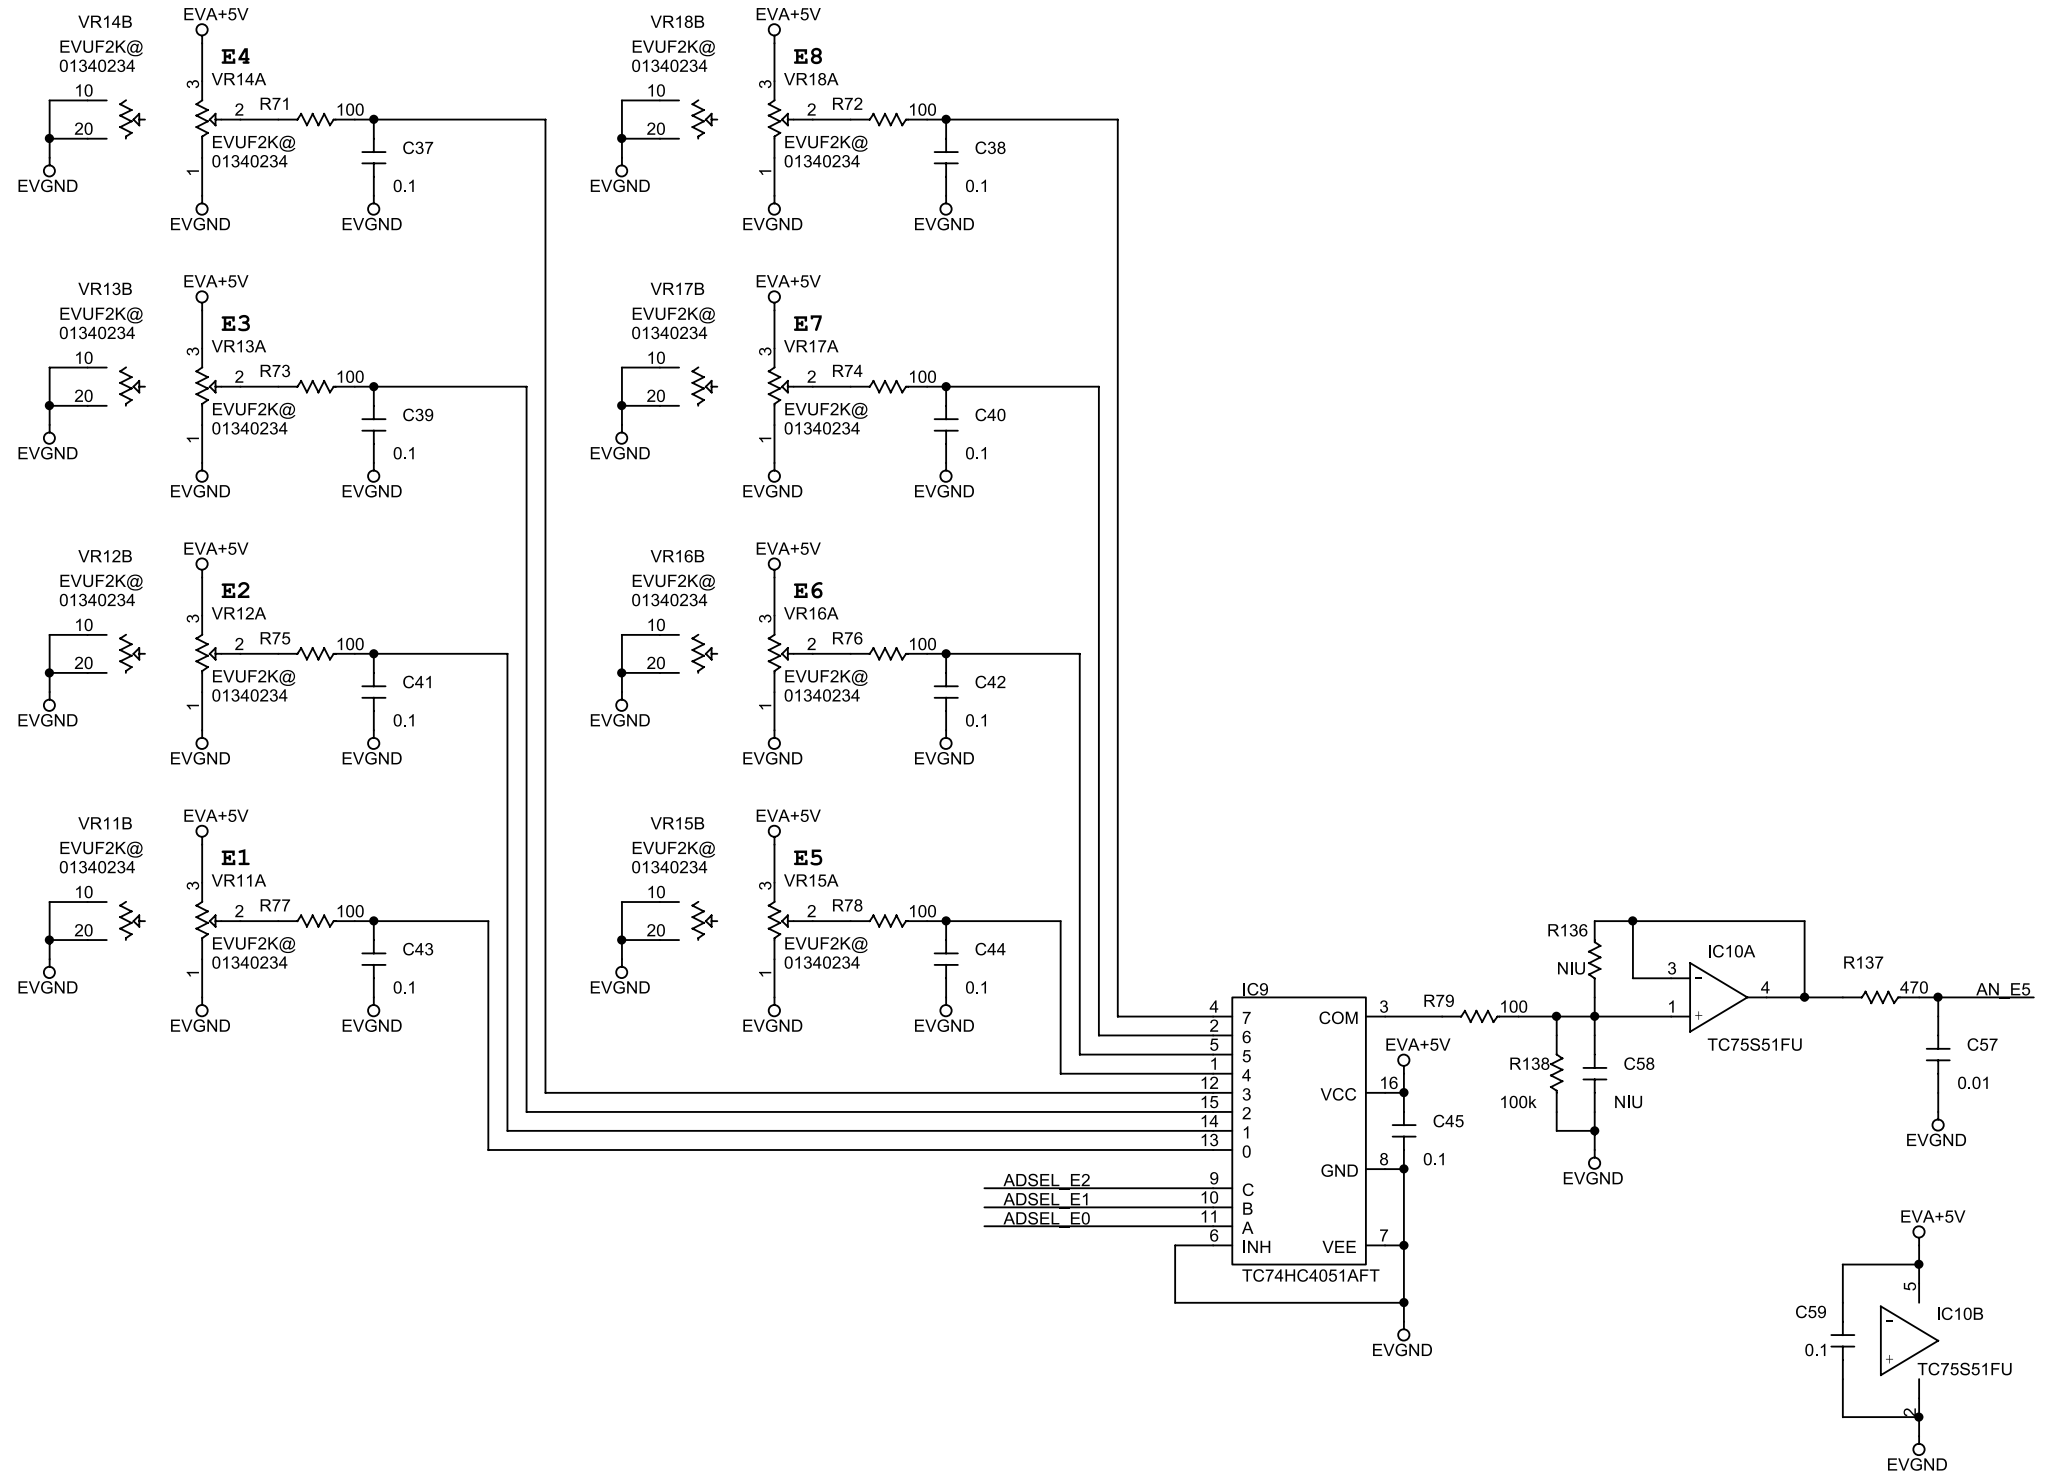 VR14B
EVUF2K@
01340234
10
20
EVGND
EVA+5V
E4
VR14A
3
2
R71
100
EVUF2K@
01340234
1
C37
0.1
EVGND
EVGND
VR18B
EVUF2K@
01340234
10
20
EVGND
EVA+5V
E8
VR18A
3
2
R72
100
EVUF2K@
01340234
1
C38
0.1
EVGND
EVGND
VR13B
EVUF2K@
01340234
10
20
EVGND
EVA+5V
E3
VR13A
3
2
R73
100
EVUF2K@
01340234
1
C39
0.1
EVGND
EVGND
VR17B
EVUF2K@
01340234
10
20
EVGND
EVA+5V
E7
VR17A
3
2
R74
100
EVUF2K@
01340234
1
C40
0.1
EVGND
EVGND
VR12B
EVUF2K@
01340234
10
20
EVGND
EVA+5V
E2
VR12A
3
2
R75
100
EVUF2K@
01340234
1
C41
0.1
EVGND
EVGND
VR16B
EVUF2K@
01340234
10
20
EVGND
EVA+5V
E6
VR16A
3
2
R76
100
EVUF2K@
01340234
1
C42
0.1
EVGND
EVGND
VR11B
EVUF2K@
01340234
10
20
EVGND
EVA+5V
E1
VR11A
3
2
R77
100
EVUF2K@
01340234
1
C43
0.1
EVGND
EVGND
VR15B
EVUF2K@
01340234
10
20
EVGND
EVA+5V
E5
VR15A
3
2
R78
100
EVUF2K@
01340234
1
C44
0.1
EVGND
EVGND
IC9
4 7
2 6
5 5
1 4
12 3
15 2
14 1
13 0
ADSEL_E2 9 C
ADSEL_E1 10 B
ADSEL_E0 11 A
6 INH
COM 3
VCC 16
GND 8
VEE 7
TC74HC4051AFT
EVA+5V
C45
0.1
EVGND
R79
100
R136
NIU
R138
100k
C58
NIU
EVGND
IC10A
3 -
1 +
4
TC75S51FU
R137
470
AN_E5
C57
0.01
EVGND
EVA+5V
5
C59
0.1
IC10B
-
+
TC75S51FU
2
EVGND